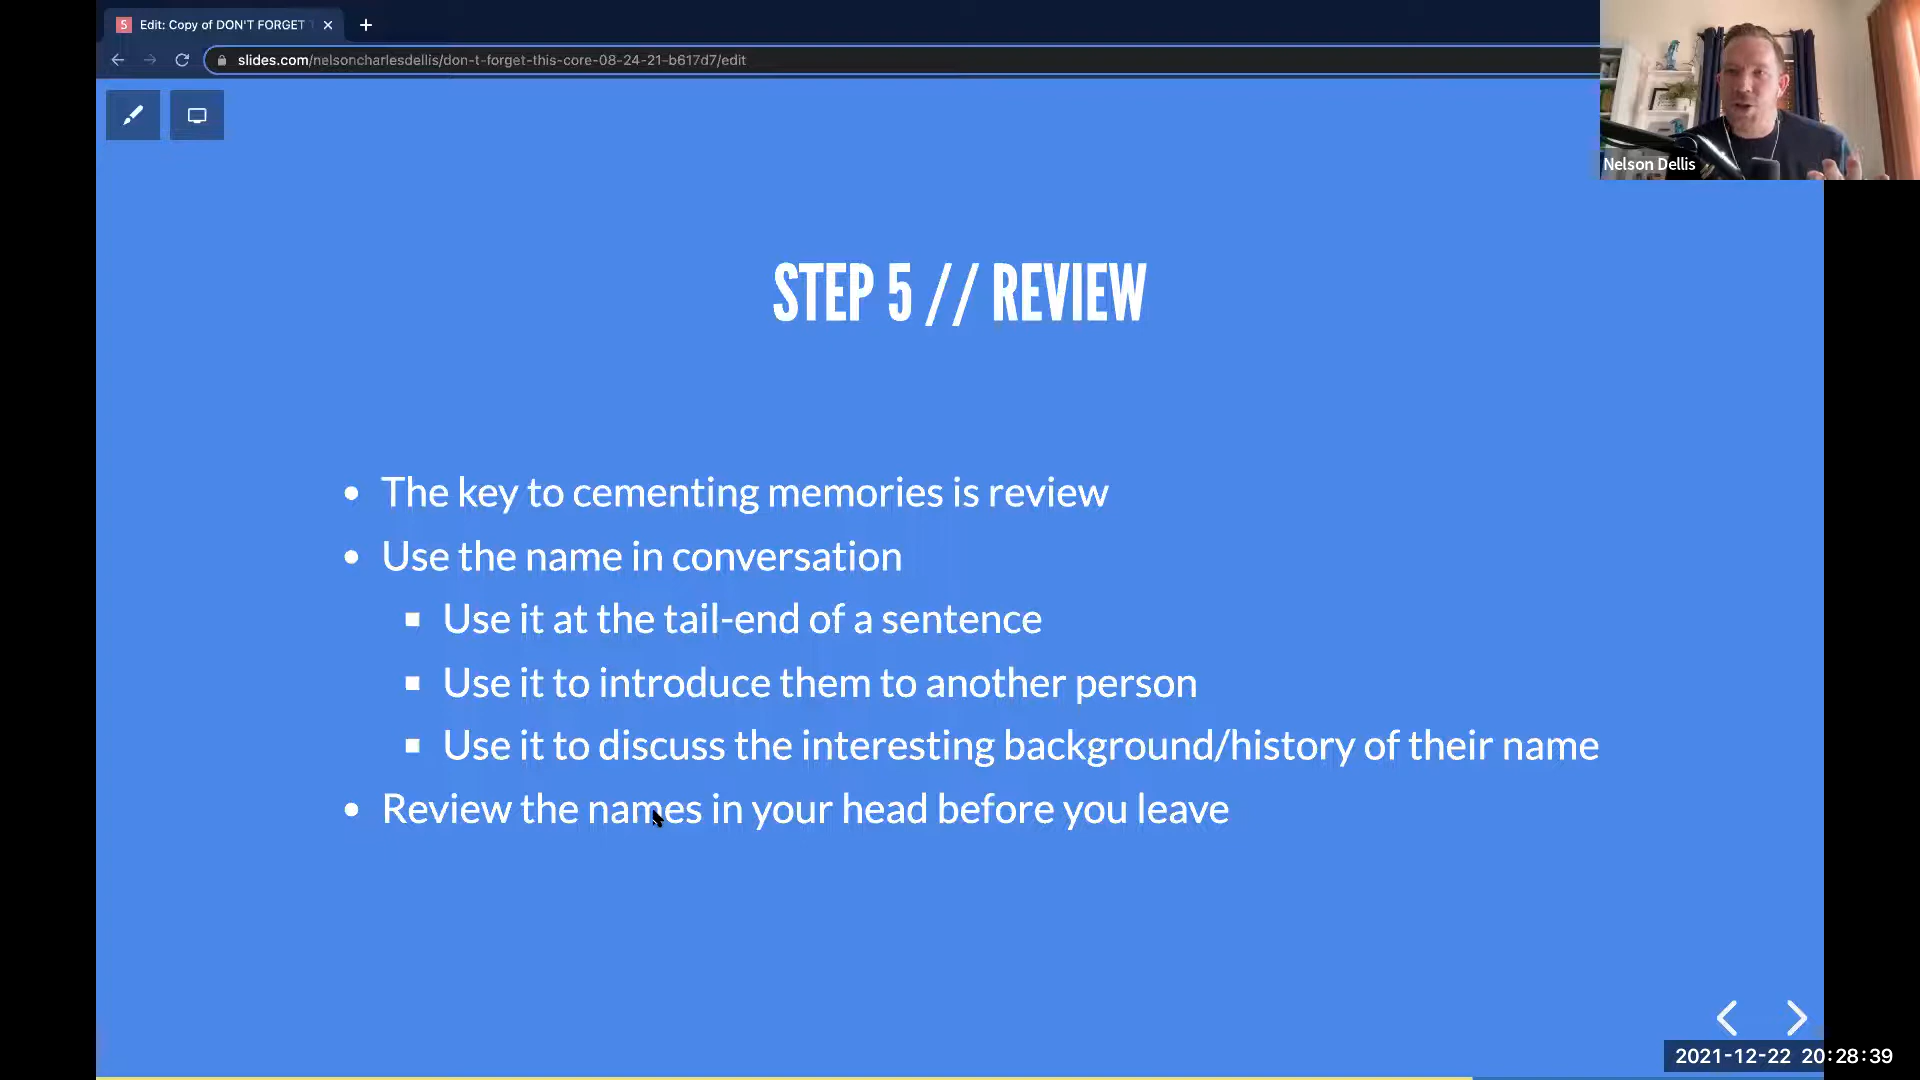 S Edit: Copy of DON'T FORGET
slides.com/nelsoncharlesdellis/don-t-forget-this-core-08-24-21-b617d7/edit
Nelson Dellis
STEP 5 // REVIEW
• The key to cementing memories is review
• Use the name in conversation
▪ Use it at the tail-end of a sentence
▪ Use it to introduce them to another person
▪ Use it to discuss the interesting background/history of their name
• Review the names in your head before you leave
2021-12-22 20:28:39